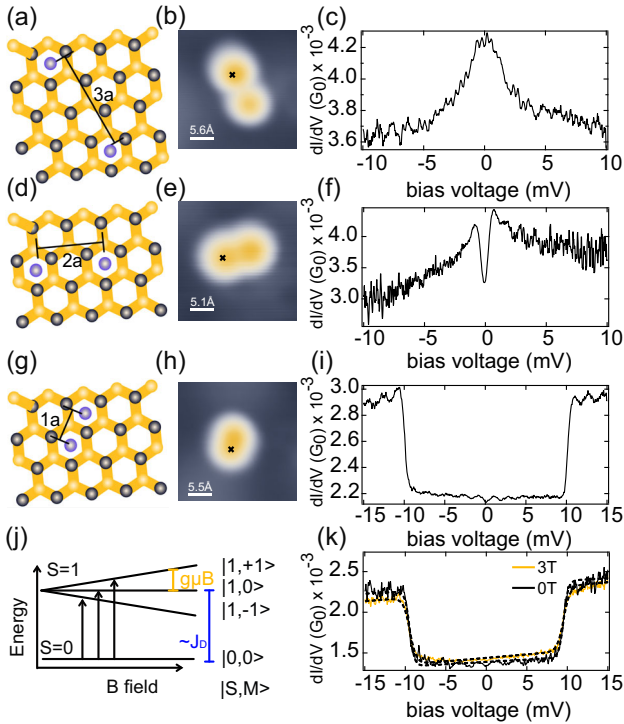 (a)
3a
(b)
5.6Å
(c)
dI/dV (G0) x 10⁻³
4.2
4.0
3.8
3.6
-10 -5 0 5 10
bias voltage (mV)
(d)
2a
(e)
5.1Å
(f)
dI/dV (G0) x 10⁻³
4.0
3.5
3.0
-10 -5 0 5 10
bias voltage (mV)
(g)
1a
(h)
5.5Å
(i)
dI/dV (G0) x 10⁻³
3.0
2.6
2.2
-15 -10 -5 0 5 10 15
bias voltage (mV)
(j)
Energy
S=1
S=0
gμB
~J_D
|1,+1>
|1,0>
|1,-1>
|0,0>
B field
|S,M>
(k)
dI/dV (G0) x 10⁻³
2.5
2.0
1.5
3T
0T
-15 -10 -5 0 5 10 15
bias voltage (mV)